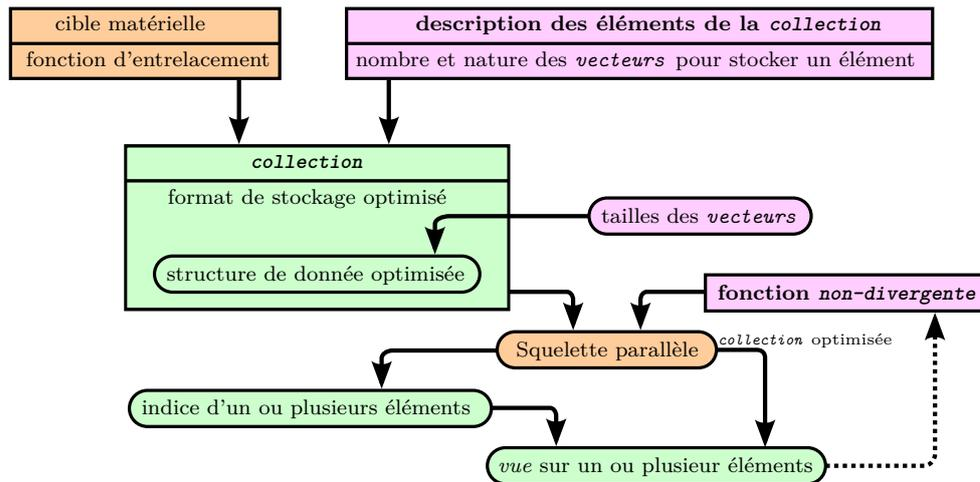 cible matérielle
description des éléments de la collection
fonction d'entrelacement
nombre et nature des vecteurs pour stocker un élément
collection
format de stockage optimisé
tailles des vecteurs
structure de donnée optimisée
fonction non-divergente
Squelette parallèle
collection optimisée
indice d'un ou plusieurs éléments
vue sur un ou plusieur éléments